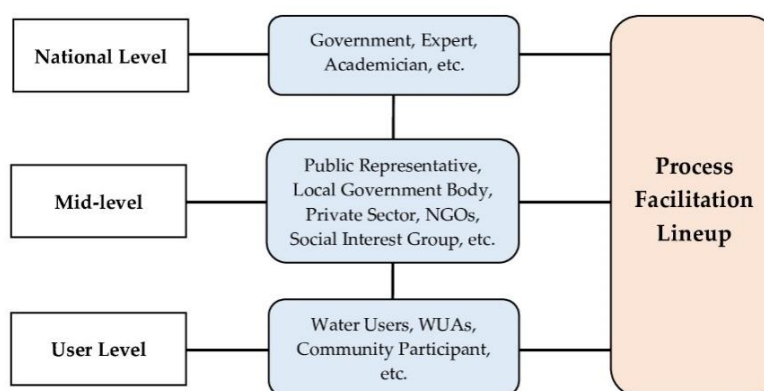 National Level
Government, Expert,
Academician, etc.
Mid-level
Public Representative,
Local Government Body,
Private Sector, NGOs,
Social Interest Group, etc.
User Level
Water Users, WUAs,
Community Participant,
etc.
Process
Facilitation
Lineup